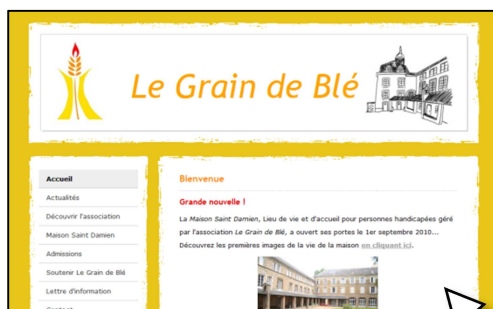 Le Grain de Blé
Accueil
Actualités
Découvrir l'association
Maison Saint Damien
Admissions
Soutenir Le Grain de Blé
Lettre d'information
Contact
Bienvenue
Grande nouvelle !
La Maison Saint Damien, Lieu de vie et d'accueil pour personnes handicapées géré
par l'association Le Grain de Blé, a ouvert ses portes le 1er septembre 2010...
Découvrez les premières images de la vie de la maison en cliquant ici.